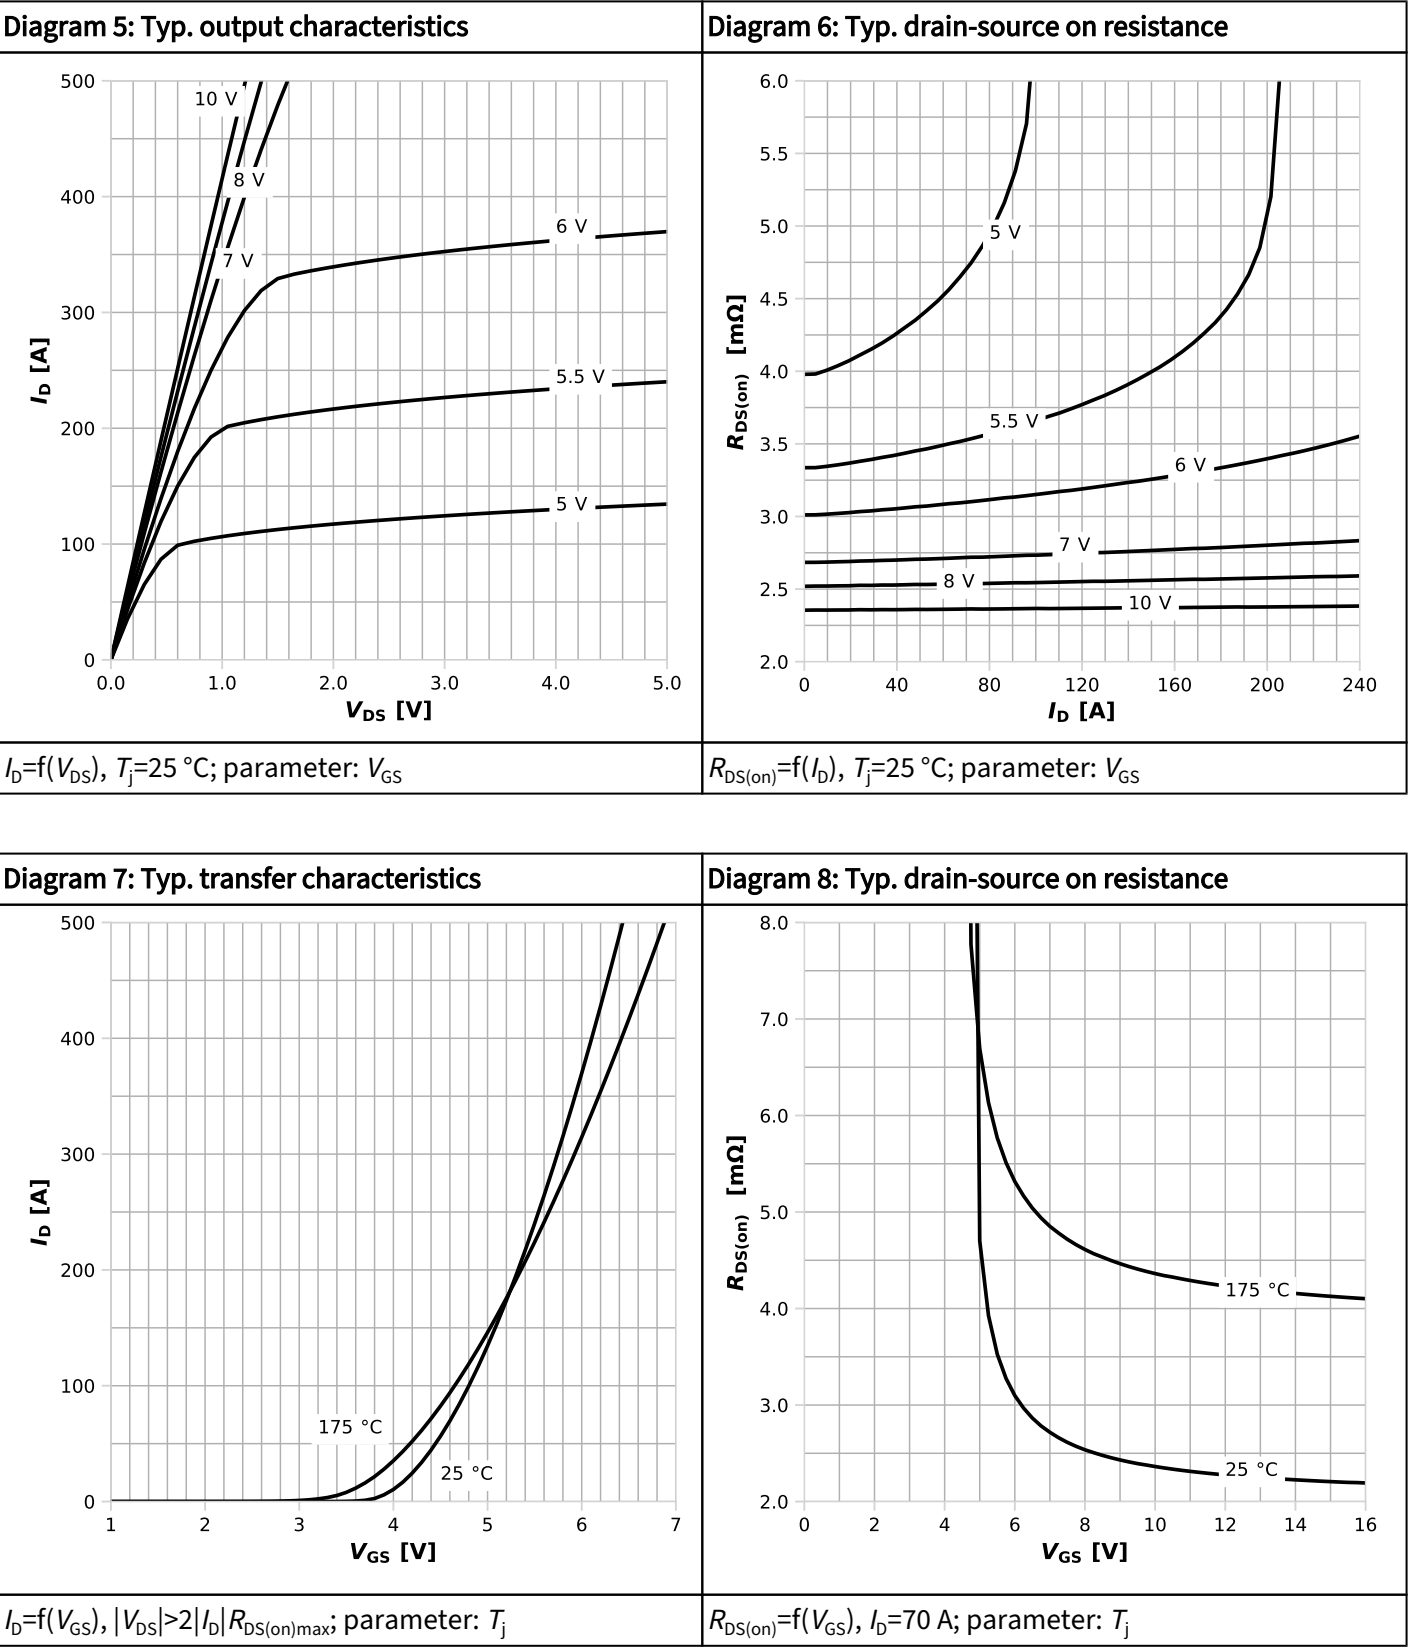 Diagram 5: Typ. output characteristics
500
400
300
200
100
0
I_D [A]
10 V
8 V
7 V
6 V
5.5 V
5 V
0.0 1.0 2.0 3.0 4.0 5.0
V_DS [V]
I_D=f(V_DS), T_j=25 °C; parameter: V_GS
Diagram 6: Typ. drain-source on resistance
6.0
5.5
5.0
4.5
4.0
3.5
3.0
2.5
2.0
R_DS(on) [mΩ]
5 V
5.5 V
6 V
7 V
8 V
10 V
0 40 80 120 160 200 240
I_D [A]
R_DS(on)=f(I_D), T_j=25 °C; parameter: V_GS
Diagram 7: Typ. transfer characteristics
500
400
300
200
100
0
I_D [A]
175 °C
25 °C
1 2 3 4 5 6 7
V_GS [V]
I_D=f(V_GS), |V_DS|>2|I_D|R_DS(on)max; parameter: T_j
Diagram 8: Typ. drain-source on resistance
8.0
7.0
6.0
5.0
4.0
3.0
2.0
R_DS(on) [mΩ]
175 °C
25 °C
0 2 4 6 8 10 12 14 16
V_GS [V]
R_DS(on)=f(V_GS), I_D=70 A; parameter: T_j